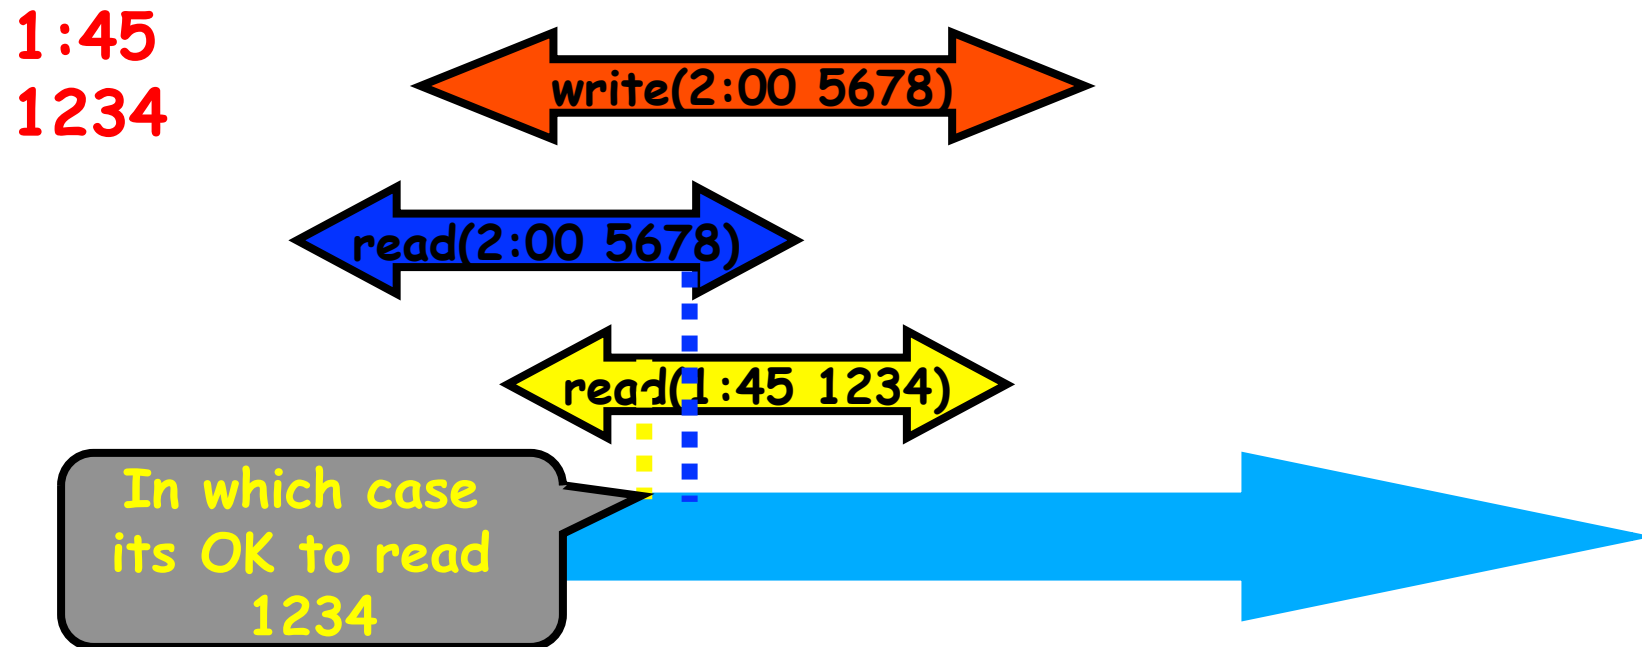 1:45
1234
write(2:00 5678)
read(2:00 5678)
read(1:45 1234)
In which case
its OK to read
1234